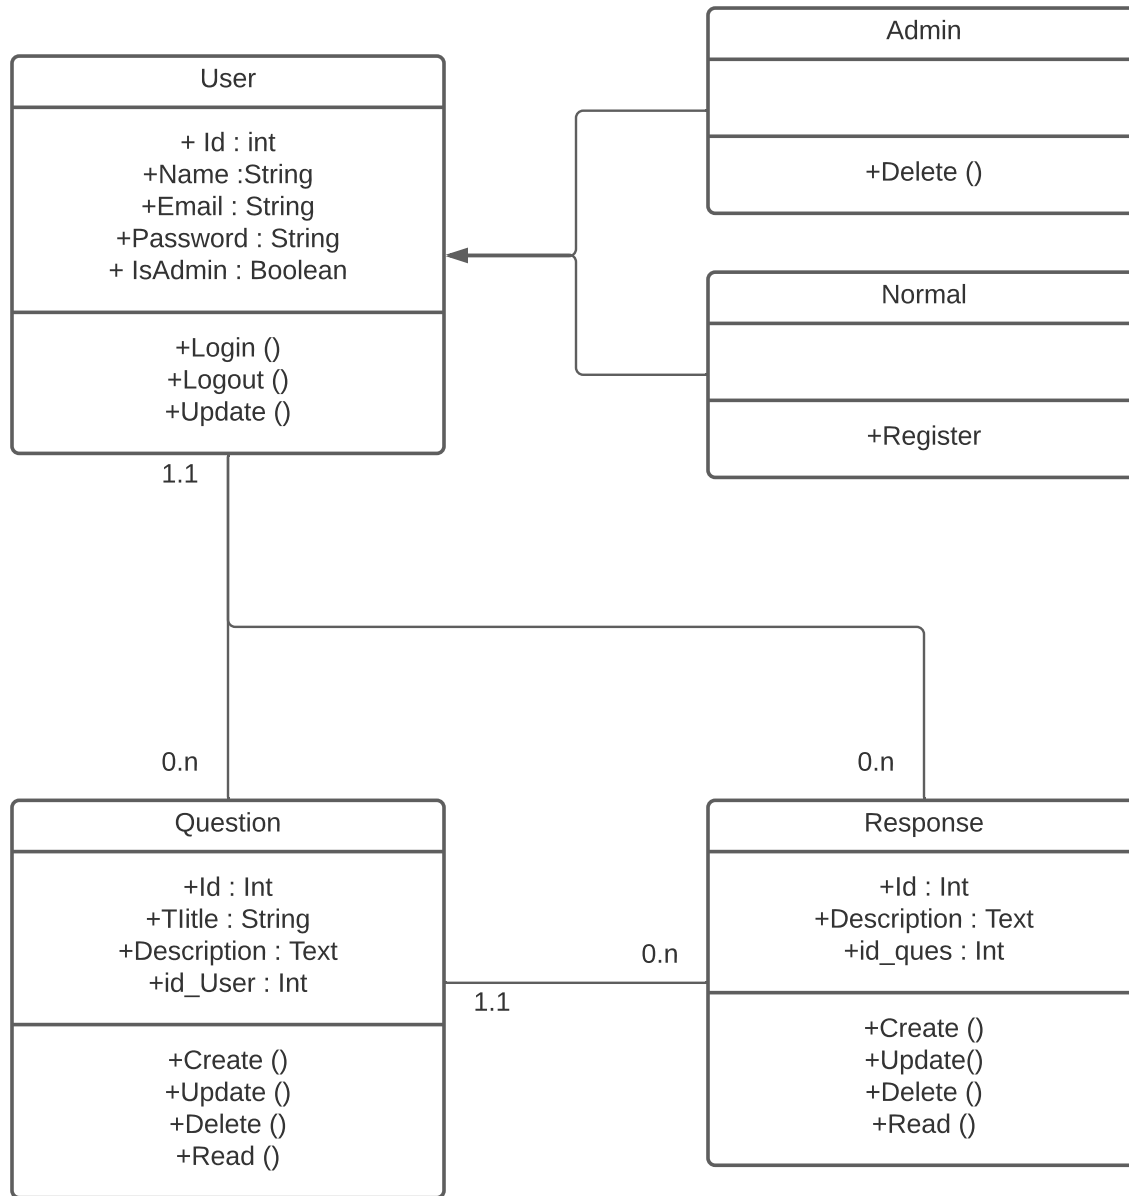 User
+ Id : int
+Name :String
+Email : String
+Password : String
+ IsAdmin : Boolean
+Login ()
+Logout ()
+Update ()
Admin
+Delete ()
Normal
+Register
1.1
0.n
0.n
Question
+Id : Int
+TIitle : String
+Description : Text
+id_User : Int
+Create ()
+Update ()
+Delete ()
+Read ()
0.n
1.1
Response
+Id : Int
+Description : Text
+id_ques : Int
+Create ()
+Update()
+Delete ()
+Read ()